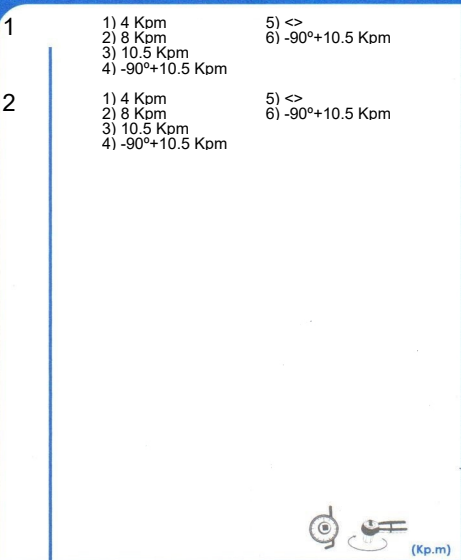 1
1) 4 Kpm
2) 8 Kpm
3) 10.5 Kpm
4) -90º+10.5 Kpm
5) <>
6) -90º+10.5 Kpm
2
1) 4 Kpm
2) 8 Kpm
3) 10.5 Kpm
4) -90º+10.5 Kpm
5) <>
6) -90º+10.5 Kpm
(Kp.m)